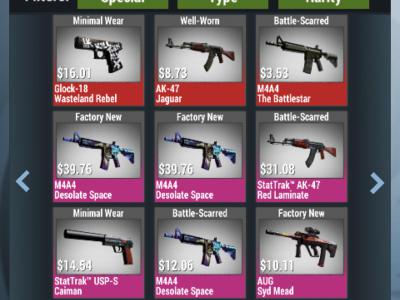 Filters:
Special
Type
Rarity
Minimal Wear
$16.01
Glock-18
Wasteland Rebel
Well-Worn
$8.73
AK-47
Jaguar
Battle-Scarred
$3.53
M4A4
The Battlestar
Factory New
$39.76
M4A4
Desolate Space
Factory New
$39.76
M4A4
Desolate Space
Battle-Scarred
$31.08
StatTrak™ AK-47
Red Laminate
Minimal Wear
$14.54
StatTrak™ USP-S
Caiman
Battle-Scarred
$12.06
M4A4
Desolate Space
Factory New
$10.11
AUG
Syd Mead